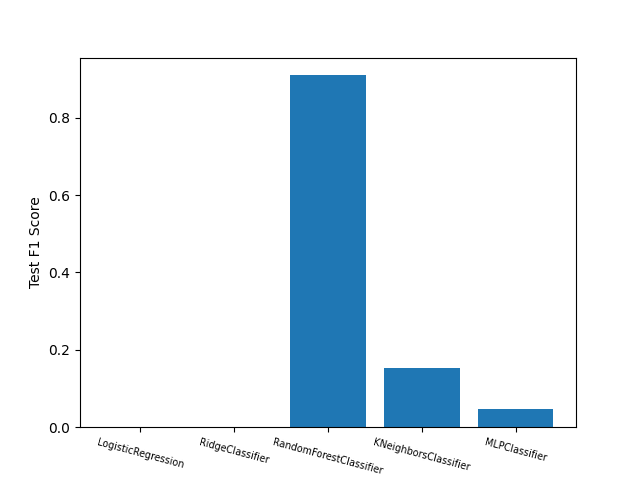 Test F1 Score
0.8
0.6
0.4
0.2
0.0
LogisticRegression
RidgeClassifier
RandomForestClassifier
KNeighborsClassifier
MLPClassifier